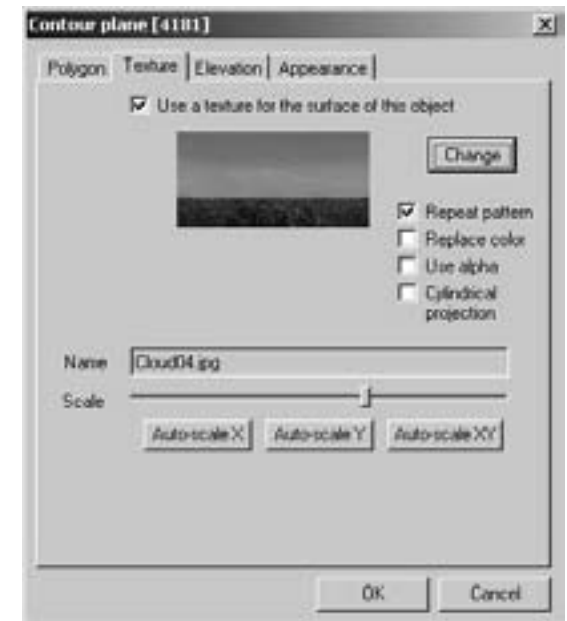 Contour plane [4181]
Polygon Texture Elevation Appearance
Use a texture for the surface of this object
Change
Repeat pattern
Replace color
Use alpha
Cylindrical
projection
Name Cloud04.jpg
Scale
Auto-scale X Auto-scale Y Auto-scale XY
OK Cancel